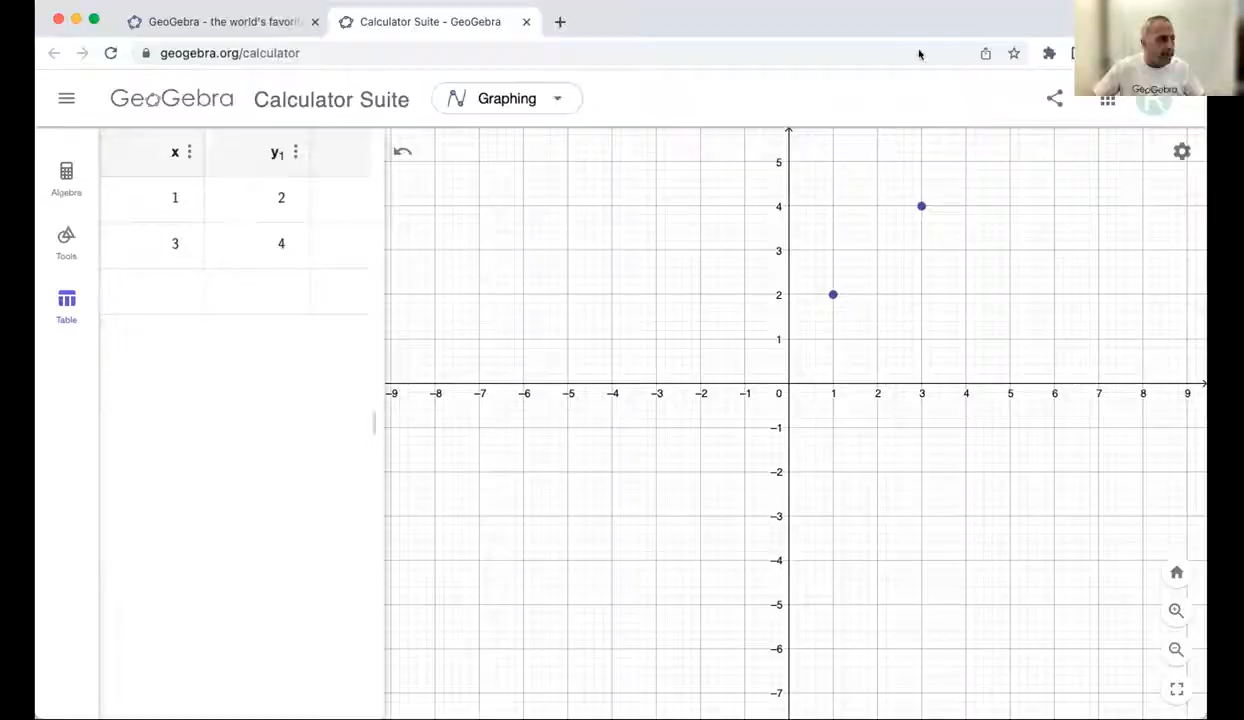 GeoGebra - the world's favorit
Calculator Suite - GeoGebra
geogebra.org/calculator
GeoGebra Calculator Suite Graphing
GeoGebra
Algebra
Tools
Table
x y₁
1 2
3 4
5
4
3
2
1
−9 −8 −7 −6 −5 −4 −3 −2 −1 0 1 2 3 4 5 6 7 8 9
−1
−2
−3
−4
−5
−6
−7